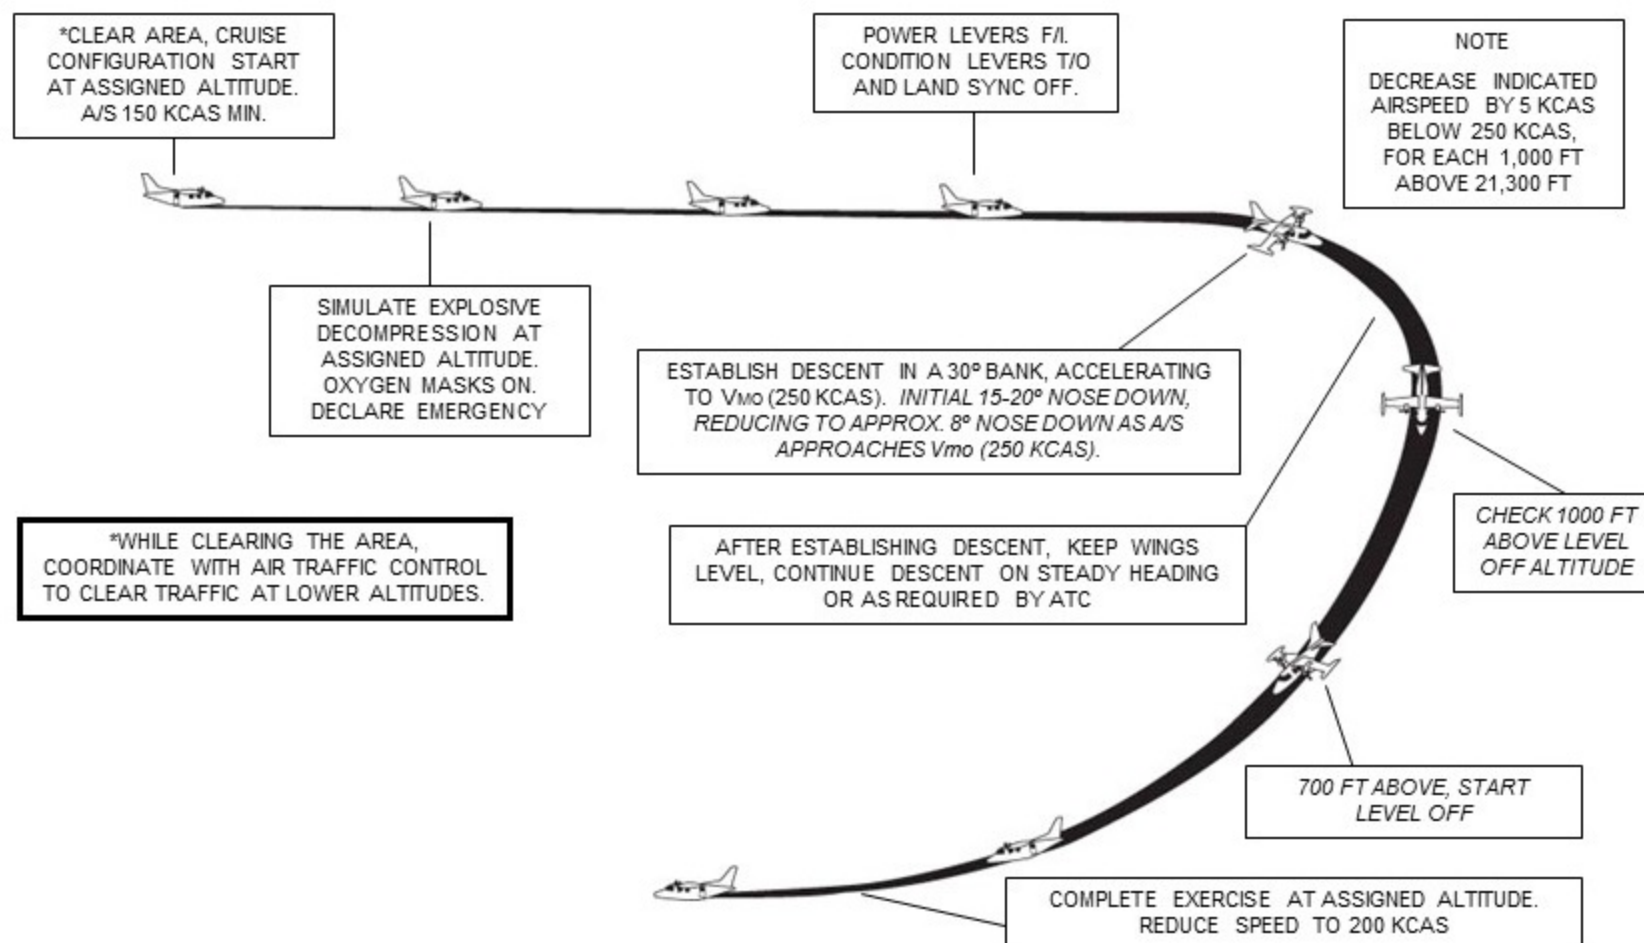 *CLEAR AREA, CRUISE
CONFIGURATION START
AT ASSIGNED ALTITUDE.
A/S 150 KCAS MIN.
POWER LEVERS F/I.
CONDITION LEVERS T/O
AND LAND SYNC OFF.
NOTE
DECREASE INDICATED
AIRSPEED BY 5 KCAS
BELOW 250 KCAS,
FOR EACH 1,000 FT
ABOVE 21,300 FT
SIMULATE EXPLOSIVE
DECOMPRESSION AT
ASSIGNED ALTITUDE.
OXYGEN MASKS ON.
DECLARE EMERGENCY
ESTABLISH DESCENT IN A 30º BANK, ACCELERATING
TO VMO (250 KCAS). INITIAL 15-20º NOSE DOWN,
REDUCING TO APPROX. 8º NOSE DOWN AS A/S
APPROACHES Vmo (250 KCAS).
*WHILE CLEARING THE AREA,
COORDINATE WITH AIR TRAFFIC CONTROL
TO CLEAR TRAFFIC AT LOWER ALTITUDES.
AFTER ESTABLISHING DESCENT, KEEP WINGS
LEVEL, CONTINUE DESCENT ON STEADY HEADING
OR AS REQUIRED BY ATC
CHECK 1000 FT
ABOVE LEVEL
OFF ALTITUDE
700 FT ABOVE, START
LEVEL OFF
COMPLETE EXERCISE AT ASSIGNED ALTITUDE.
REDUCE SPEED TO 200 KCAS